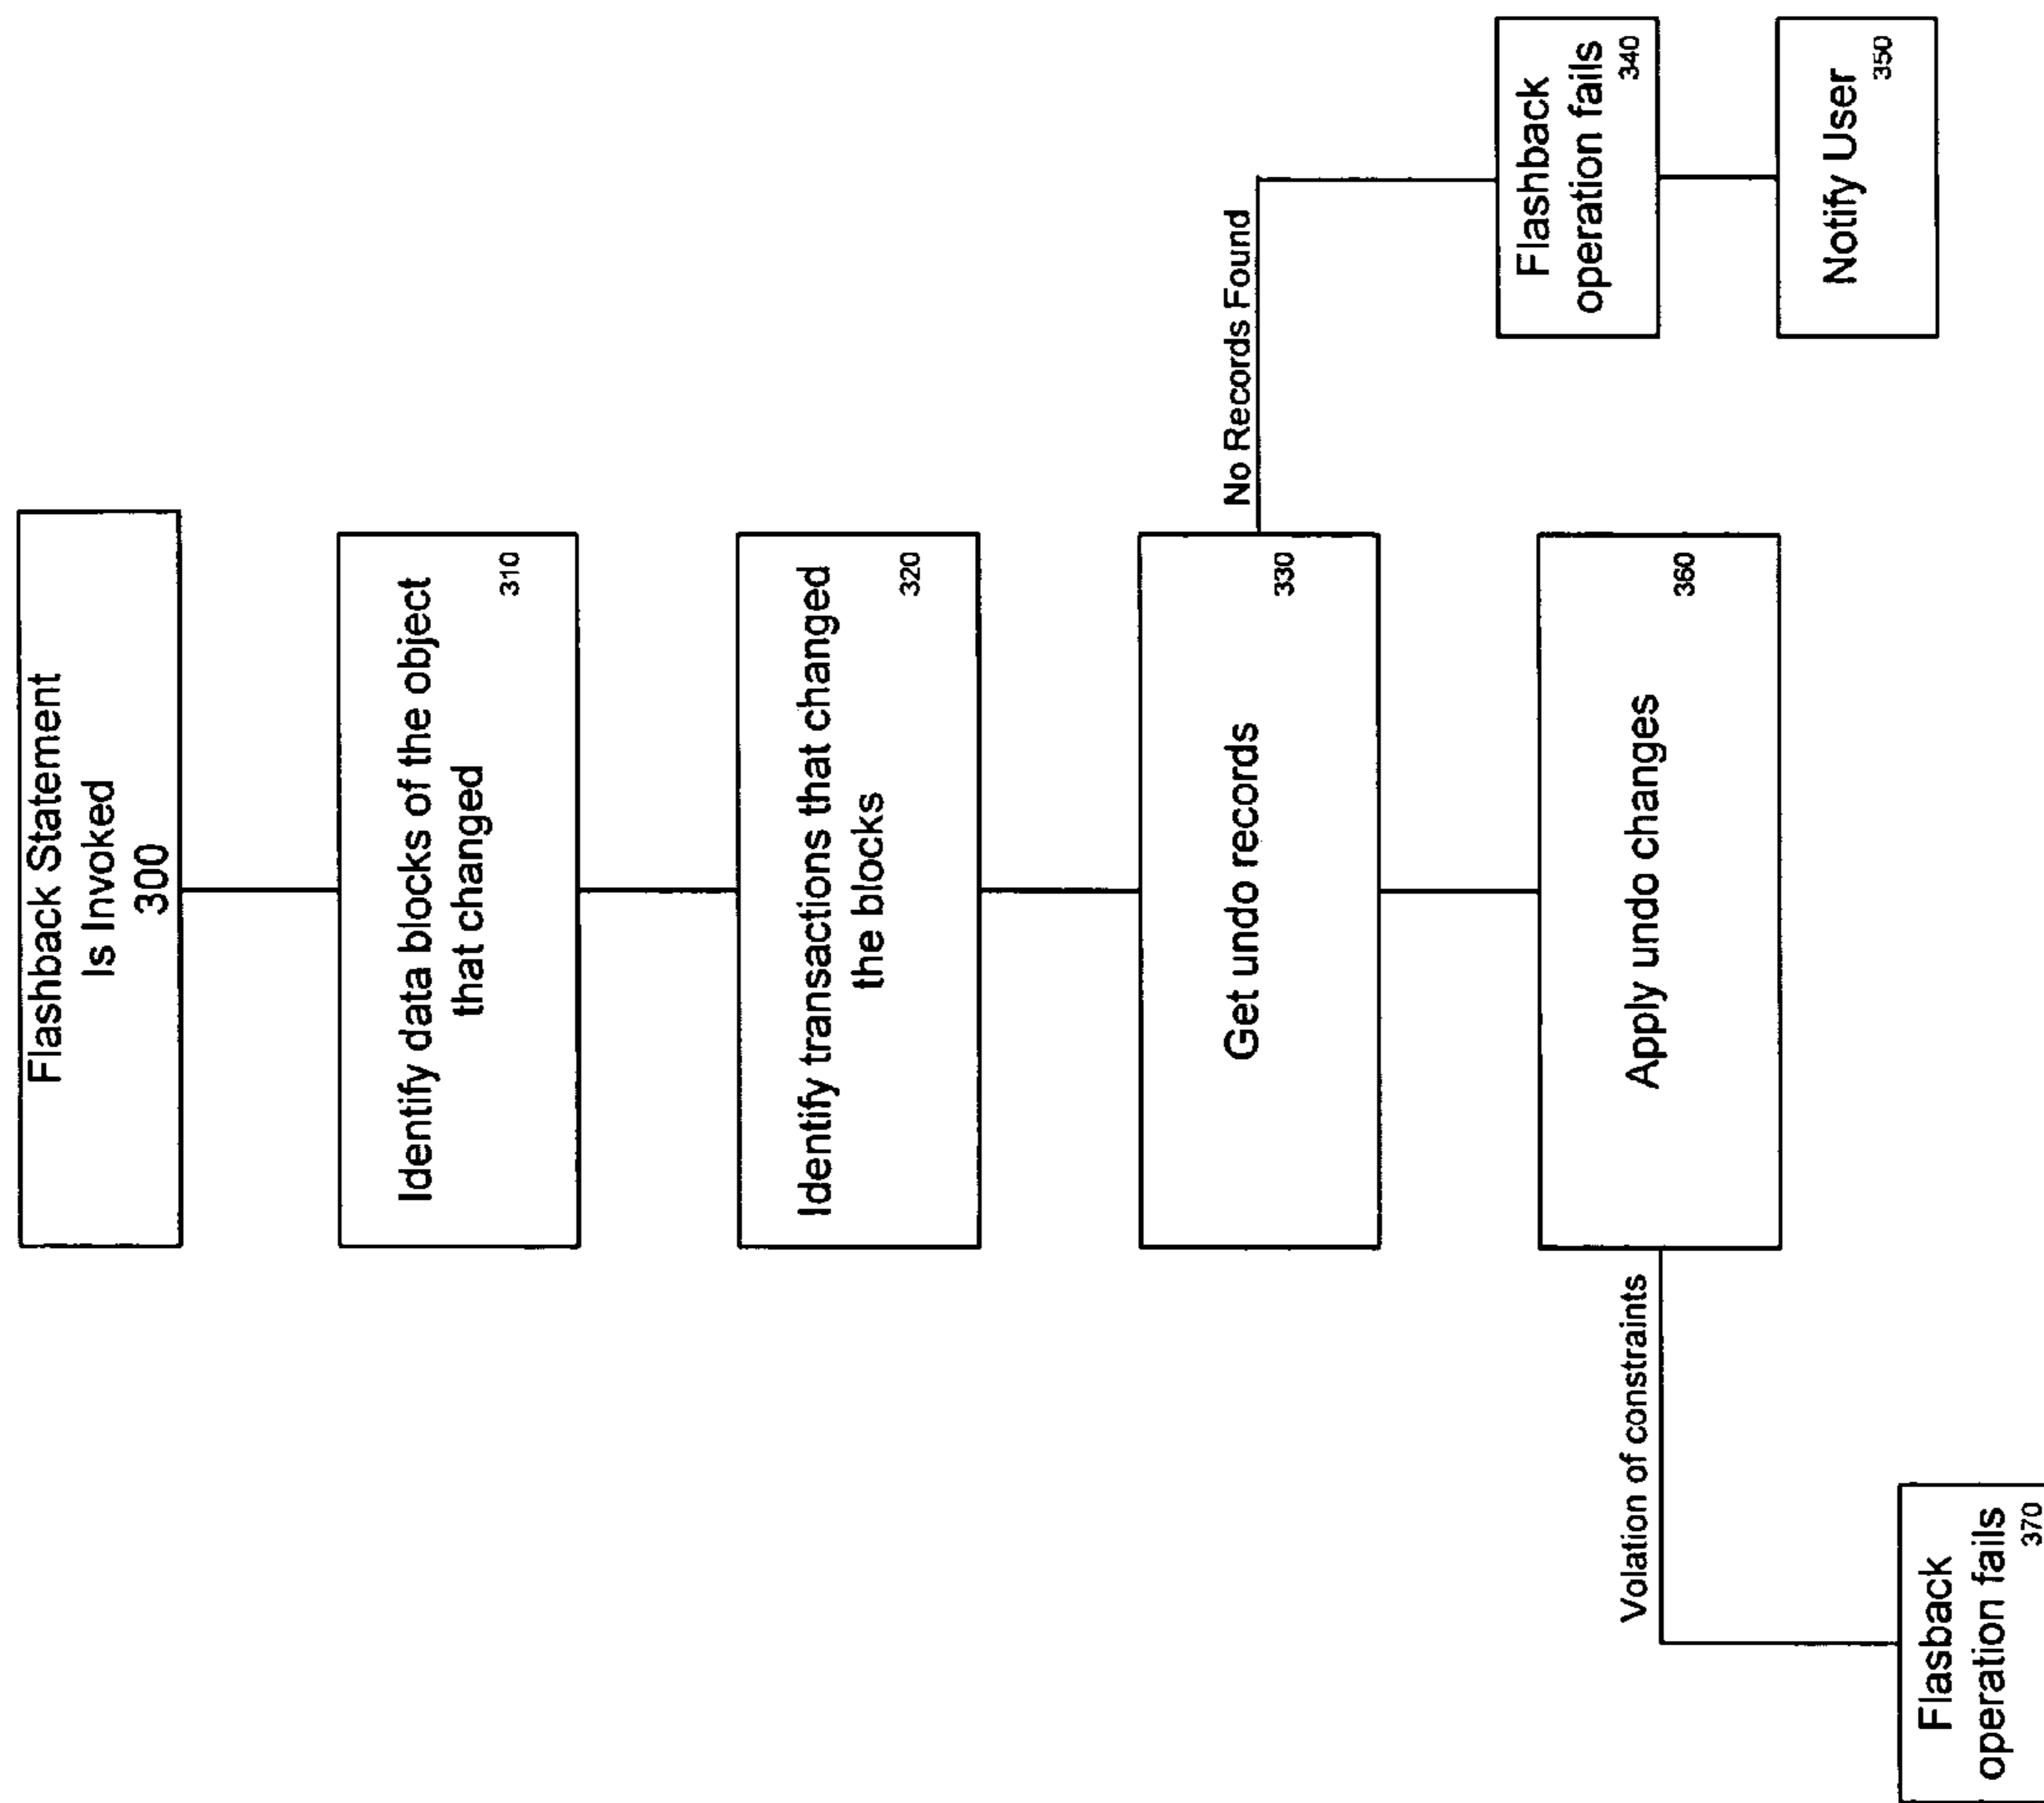 Flashback Statement
Is Invoked
300
Identify data blocks of the object
that changed
310
Identify transactions that changed
the blocks
320
Get undo records
330
No Records Found
Flashback
operation fails
340
Notify User
350
Apply undo changes
360
Volation of constraints
Flasback
operation fails
370